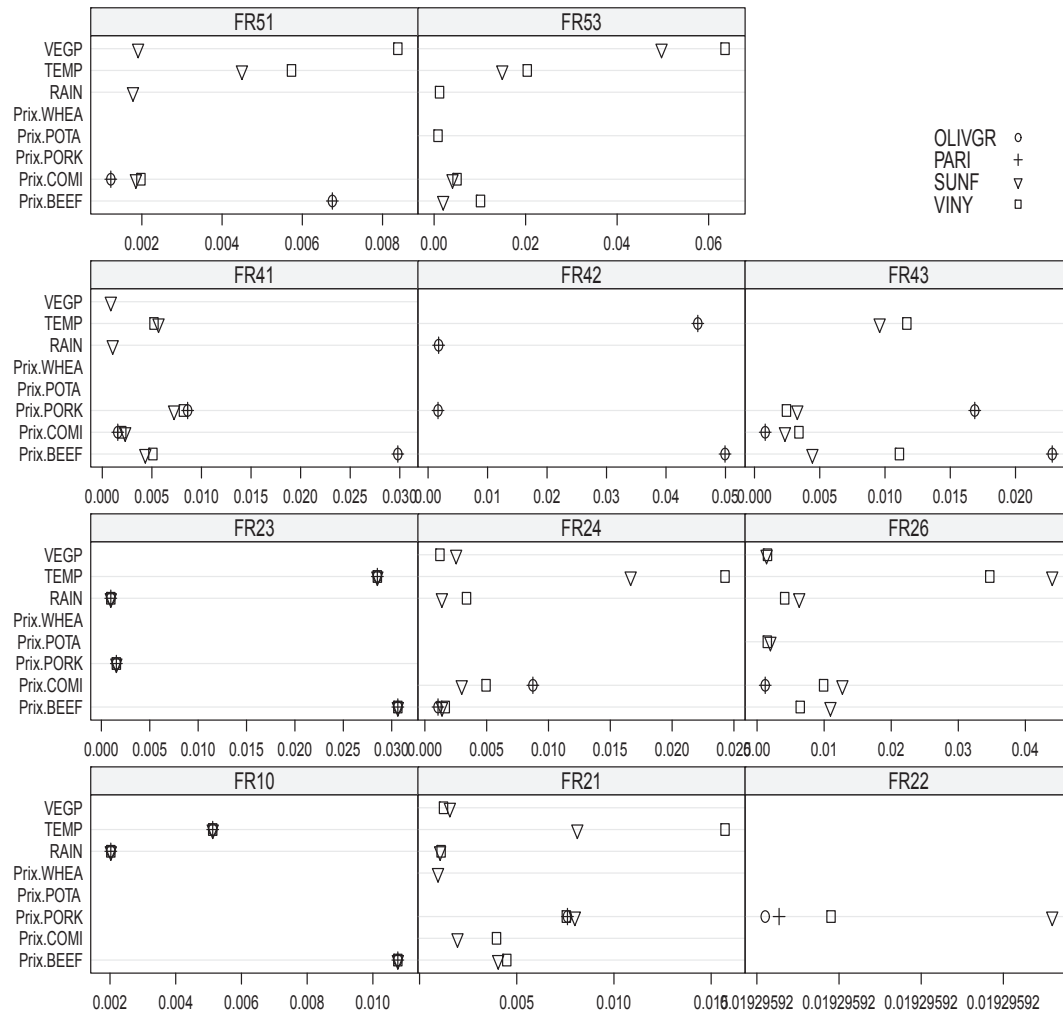 FR51 FR53
VEGP
TEMP
RAIN
Prix.WHEA
Prix.POTA
Prix.PORK
Prix.COMI
Prix.BEEF
0.002 0.004 0.006 0.008 0.00 0.02 0.04 0.06
OLIVGR
PARI
SUNF
VINY
FR41 FR42 FR43
VEGP
TEMP
RAIN
Prix.WHEA
Prix.POTA
Prix.PORK
Prix.COMI
Prix.BEEF
0.000 0.005 0.010 0.015 0.020 0.025 0.030 0.00 0.01 0.02 0.03 0.04 0.05 0.000 0.005 0.010 0.015 0.020
FR23 FR24 FR26
VEGP
TEMP
RAIN
Prix.WHEA
Prix.POTA
Prix.PORK
Prix.COMI
Prix.BEEF
0.000 0.005 0.010 0.015 0.020 0.025 0.030 0.000 0.005 0.010 0.015 0.020 0.025 0.00 0.01 0.02 0.03 0.04
FR10 FR21 FR22
VEGP
TEMP
RAIN
Prix.WHEA
Prix.POTA
Prix.PORK
Prix.COMI
Prix.BEEF
0.002 0.004 0.006 0.008 0.010 0.005 0.010 0.015 0.01929592 0.01929592 0.01929592 0.01929592